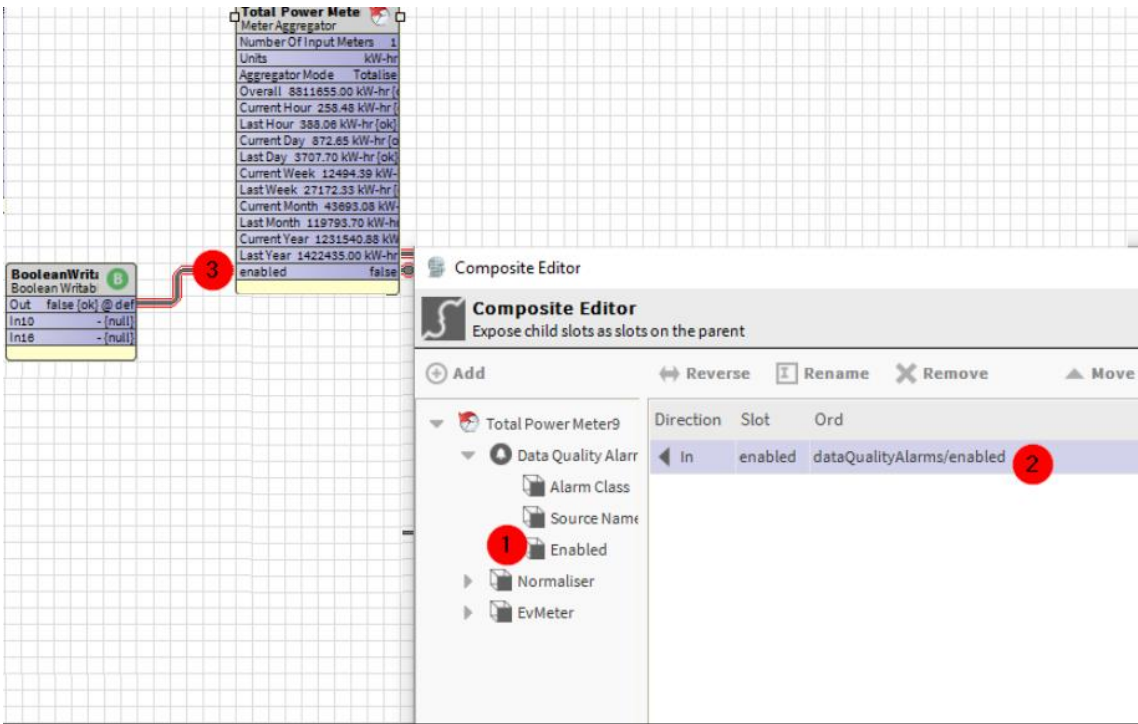 Total Power Mete
Meter Aggregator
Number Of Input Meters 1
Units kW-hr
Aggregator Mode Totalise
Overall 8811655.00 kW-hr {
Current Hour 258.48 kW-hr {
Last Hour 388.06 kW-hr {ok}
Current Day 872.65 kW-hr {o
Last Day 3707.70 kW-hr {ok}
Current Week 12494.39 kW-
Last Week 27172.33 kW-hr {
Current Month 43693.08 kW-
Last Month 119793.70 kW-hr
Current Year 1231540.88 kW
Last Year 1422435.00 kW-hr
enabled false
3
BooleanWrit
B
Boolean Writab
Out false {ok} @ def
In10 - {null}
In16 - {null}
Composite Editor
Composite Editor
Expose child slots as slots on the parent
Add Reverse Rename Remove Move
Total Power Meter9
Data Quality Alarr
Alarm Class
Source Name
1 Enabled
Normaliser
EvMeter
Direction Slot Ord
In enabled dataQualityAlarms/enabled 2